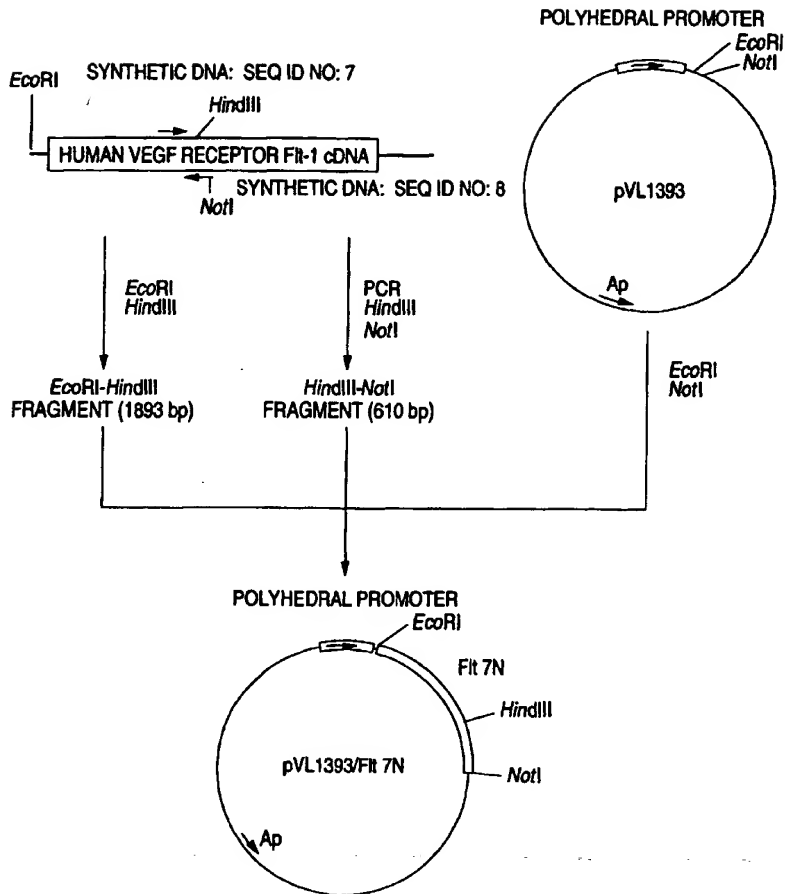 POLYHEDRAL PROMOTER
EcoRI
NotI
EcoRI
SYNTHETIC DNA: SEQ ID NO: 7
HindIII
HUMAN VEGF RECEPTOR Flt-1 cDNA
SYNTHETIC DNA: SEQ ID NO: 8
NotI
pVL1393
Ap
EcoRI
HindIII
PCR
HindIII
NotI
EcoRI
NotI
EcoRI-HindIII
FRAGMENT (1893 bp)
HindIII-NotI
FRAGMENT (610 bp)
POLYHEDRAL PROMOTER
EcoRI
Flt 7N
HindIII
pVL1393/Flt 7N
NotI
Ap